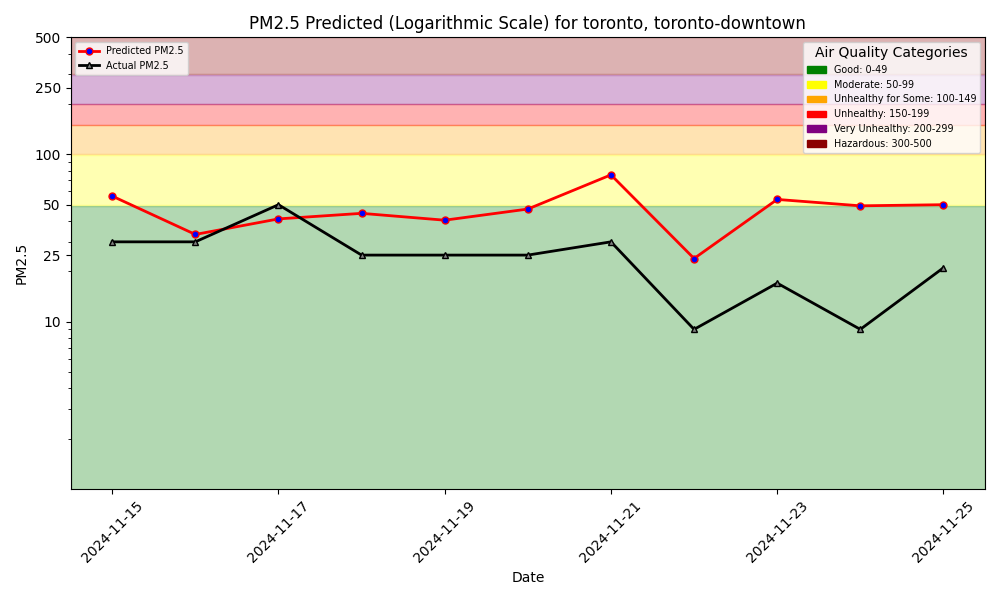 PM2.5 Predicted (Logarithmic Scale) for toronto, toronto-downtown
500
250
100
50
25
10
PM2.5
Predicted PM2.5
Actual PM2.5
Air Quality Categories
Good: 0-49
Moderate: 50-99
Unhealthy for Some: 100-149
Unhealthy: 150-199
Very Unhealthy: 200-299
Hazardous: 300-500
2024-11-15
2024-11-17
2024-11-19
2024-11-21
2024-11-23
2024-11-25
Date